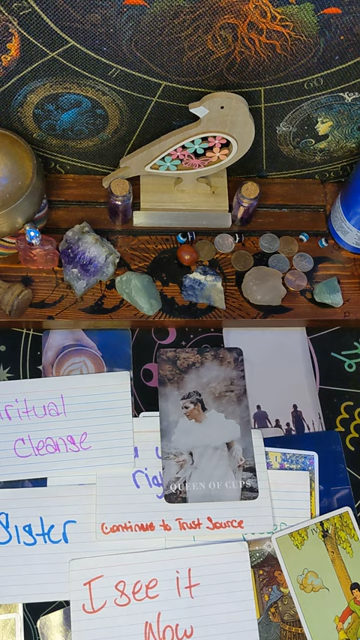 ritual
Cleanse
QUEEN OF CUPS
Sister
Continue to Trust Source
I see it
Now